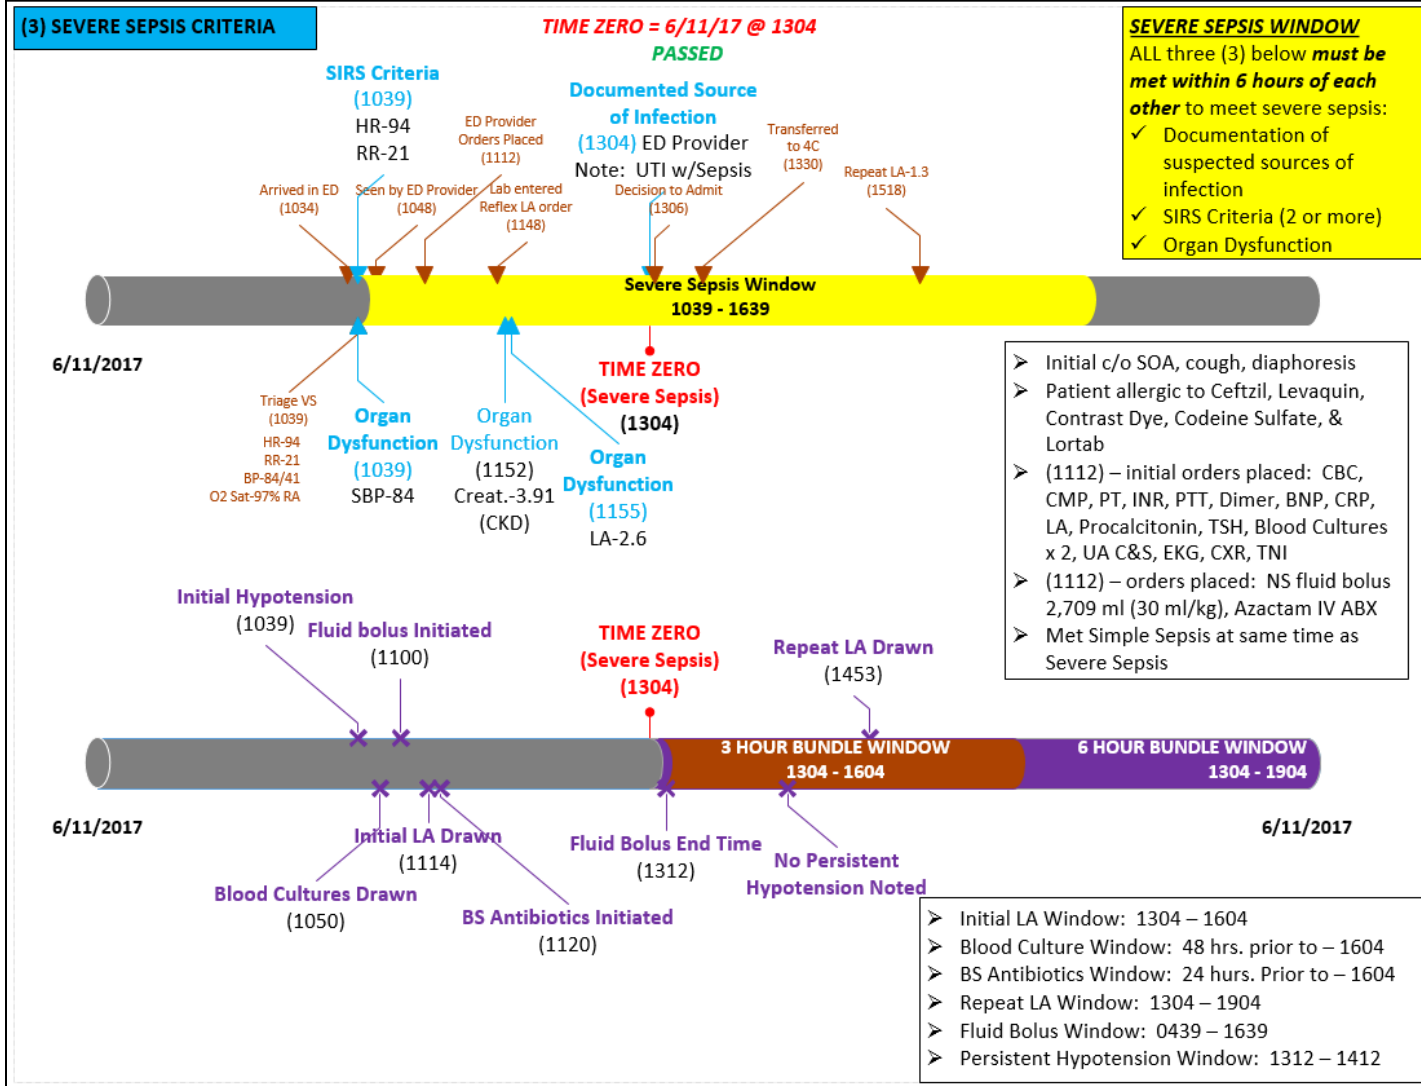 (3) SEVERE SEPSIS CRITERIA
TIME ZERO = 6/11/17 @ 1304
PASSED
SEVERE SEPSIS WINDOW
ALL three (3) below must be
met within 6 hours of each
other to meet severe sepsis:
✓ Documentation of
suspected sources of
infection
✓ SIRS Criteria (2 or more)
✓ Organ Dysfunction
SIRS Criteria
(1039)
HR-94
RR-21
ED Provider
Orders Placed
(1112)
Documented Source
of Infection
(1304) ED Provider
Note: UTI w/Sepsis
Transferred
to 4C
(1330)
Arrived in ED
(1034)
Seen by ED Provider
(1048)
Lab entered
Reflex LA order
(1148)
Decision to Admit
(1306)
Repeat LA-1.3
(1518)
Severe Sepsis Window
1039 - 1639
6/11/2017
Triage VS
(1039)
HR-94
RR-21
BP-84/41
O2 Sat-97% RA
Organ
Dysfunction
(1039)
SBP-84
Organ
Dysfunction
(1152)
Creat.-3.91
(CKD)
Organ
Dysfunction
(1155)
LA-2.6
TIME ZERO
(Severe Sepsis)
(1304)
➢ Initial c/o SOA, cough, diaphoresis
➢ Patient allergic to Ceftzil, Levaquin,
Contrast Dye, Codeine Sulfate, &
Lortab
➢ (1112) – initial orders placed: CBC,
CMP, PT, INR, PTT, Dimer, BNP, CRP,
LA, Procalcitonin, TSH, Blood Cultures
x 2, UA C&S, EKG, CXR, TNI
➢ (1112) – orders placed: NS fluid bolus
2,709 ml (30 ml/kg), Azactam IV ABX
➢ Met Simple Sepsis at same time as
Severe Sepsis
Initial Hypotension
(1039)
Fluid bolus Initiated
(1100)
TIME ZERO
(Severe Sepsis)
(1304)
Repeat LA Drawn
(1453)
3 HOUR BUNDLE WINDOW
1304 - 1604
6 HOUR BUNDLE WINDOW
1304 - 1904
6/11/2017
6/11/2017
Initial LA Drawn
(1114)
Blood Cultures Drawn
(1050)
BS Antibiotics Initiated
(1120)
Fluid Bolus End Time
(1312)
No Persistent
Hypotension Noted
➢ Initial LA Window: 1304 – 1604
➢ Blood Culture Window: 48 hrs. prior to – 1604
➢ BS Antibiotics Window: 24 hurs. Prior to – 1604
➢ Repeat LA Window: 1304 – 1904
➢ Fluid Bolus Window: 0439 – 1639
➢ Persistent Hypotension Window: 1312 – 1412